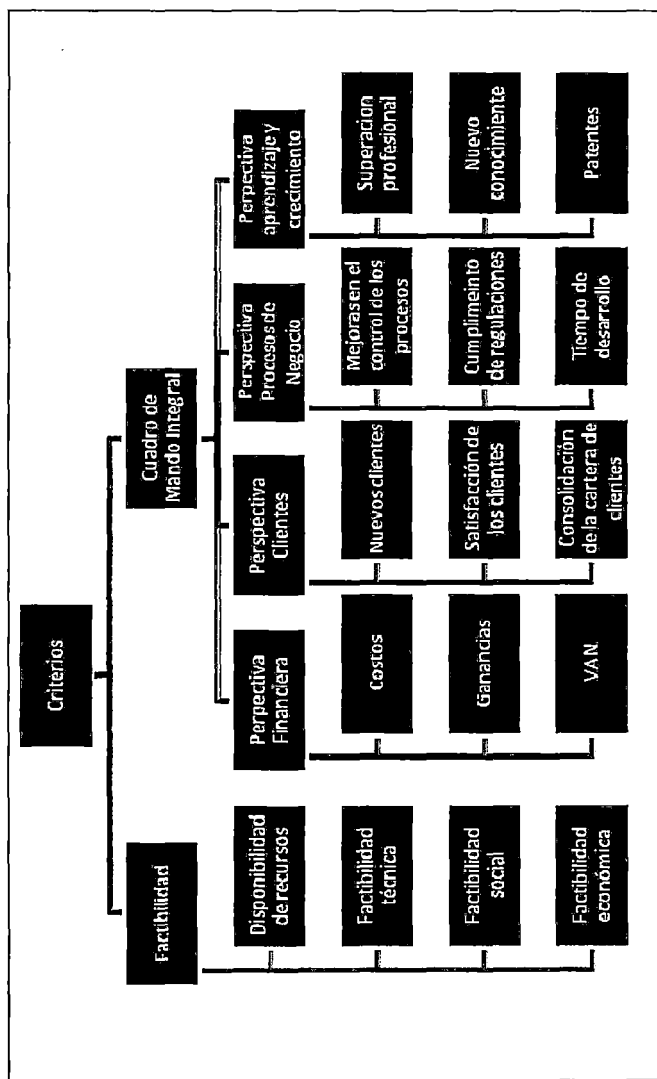 Criterios
Factibilidad
Disponibilidad
de recursos
Factibilidad
técnica
Factibilidad
social
Factibilidad
económica
Cuadro de
Mando Integral
Perpectiva
Financiera
Costos
Ganancias
VAN
Perspectiva
Clientes
Nuevos clientes
Satisfacción de
los clientes
Consolidación
de la cartera de
clientes
Perspectiva
Procesos de
Negocio
Mejoras en el
control de los
procesos
Cumplimeinto
de regulaciones
Tiempo de
desarrollo
Perpectiva
aprendizaje y
crecimiento
Superacion
profesional
Nuevo
conocimiento
Patentes